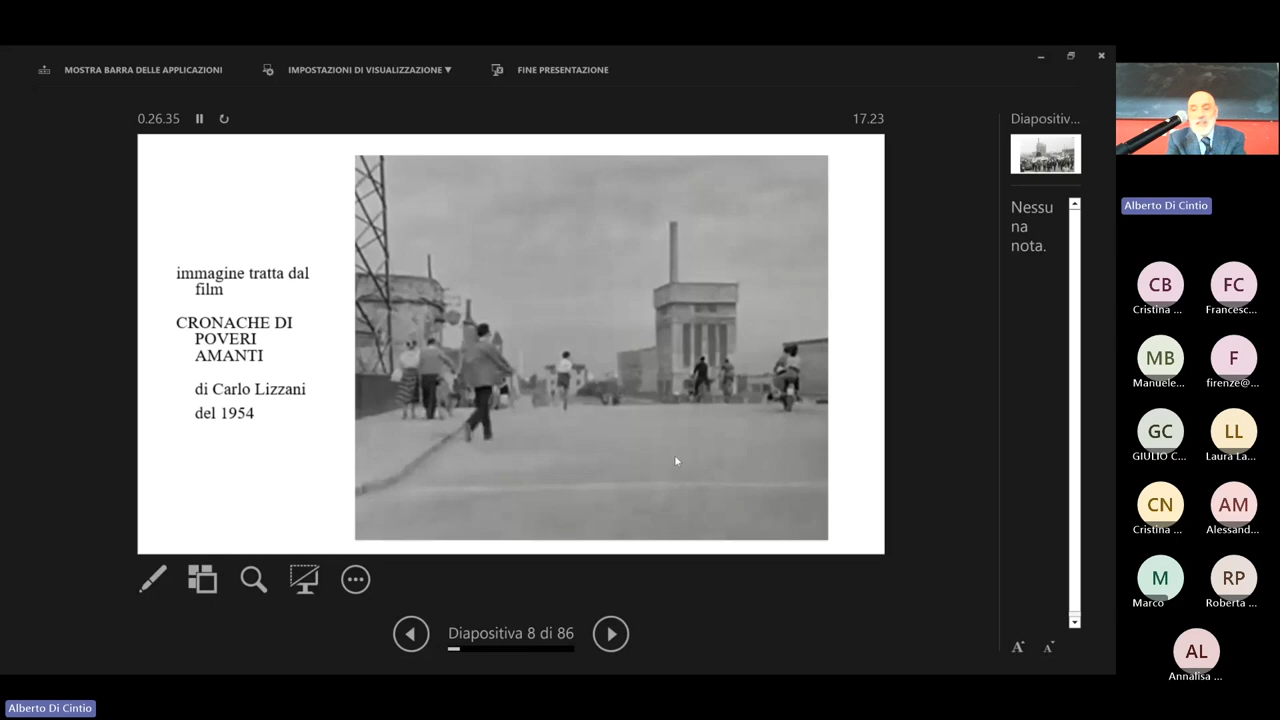 MOSTRA BARRA DELLE APPLICAZIONI
IMPOSTAZIONI DI VISUALIZZAZIONE ▼
FINE PRESENTAZIONE
0.26.35
17.23
Diapositiv...
immagine tratta dal
film
CRONACHE DI
POVERI
AMANTI
di Carlo Lizzani
del 1954
Nessu
na
nota.
Diapositiva 8 di 86
A A
Alberto Di Cintio
CB FC
Cristina ... Francesc...
MB F
Manuele... firenze@...
GC LL
GIULIO C... Laura La...
CN AM
Cristina ... Alessand...
M RP
Marco Roberta ...
AL
Annalisa ...
Alberto Di Cintio